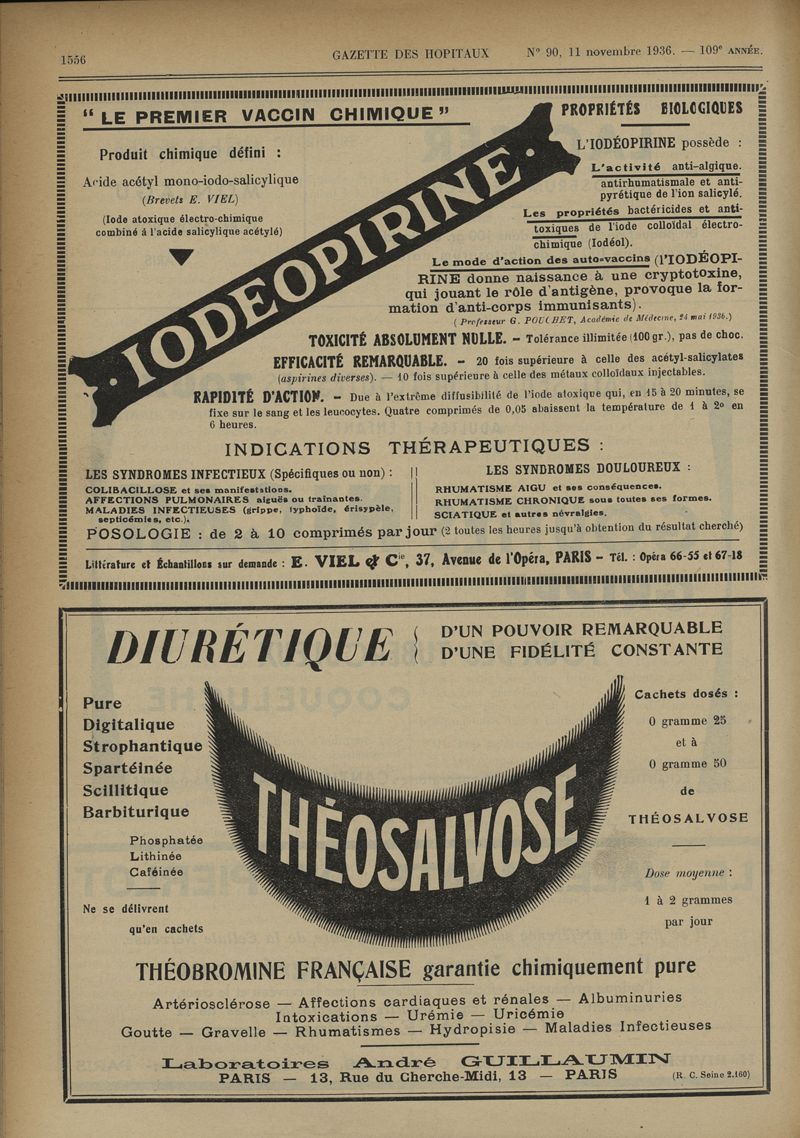 1556
GAZETTE DES HOPITAUX
N° 90, 11 novembre 1936. — 109e ANNÉE.
“ LE PREMIER VACCIN CHIMIQUE ”
Produit chimique défini :
Acide acétyl mono-iodo-salicylique
(Brevets E. VIEL)
(Iode atoxique électro-chimique
combiné à l'acide salicylique acétylé)
· IODEOPIRINE ·
PROPRIÉTÉS BIOLOGIQUES
L'IODÉOPIRINE possède :
L'activité anti-algique.
antirhumatismale et anti-
pyrétique de l'ion salicylé.
Les propriétés bactéricides et anti-
toxiques de l'iode colloïdal électro-
chimique (Iodéol).
Le mode d'action des auto-vaccins (l'IODÉOPI-
RINE donne naissance à une cryptotoxine,
qui jouant le rôle d'antigène, provoque la for-
mation d'anti-corps immunisants).
(Professeur G. POUCHET, Académie de Médecine, 24 mai 1936.)
TOXICITÉ ABSOLUMENT NULLE. – Tolérance illimitée (100 gr.), pas de choc.
EFFICACITÉ REMARQUABLE. – 20 fois supérieure à celle des acétyl-salicylates
(aspirines diverses). — 10 fois supérieure à celle des métaux colloïdaux injectables.
RAPIDITÉ D'ACTION. – Due à l'extrême diffusibilité de l'iode atoxique qui, en 15 à 20 minutes, se
fixe sur le sang et les leucocytes. Quatre comprimés de 0,05 abaissent la température de 1 à 2° en
6 heures.
INDICATIONS THÉRAPEUTIQUES :
LES SYNDROMES INFECTIEUX (Spécifiques ou non) :
COLIBACILLOSE et ses manifestations.
AFFECTIONS PULMONAIRES aiguës ou traînantes.
MALADIES INFECTIEUSES (grippe, typhoïde, érisypèle,
septicémies, etc.).
LES SYNDROMES DOULOUREUX :
RHUMATISME AIGU et ses conséquences.
RHUMATISME CHRONIQUE sous toutes ses formes.
SCIATIQUE et autres névralgies.
POSOLOGIE : de 2 à 10 comprimés par jour (2 toutes les heures jusqu'à obtention du résultat cherché)
Littérature et Échantillons sur demande : E. VIEL & Cie, 37, Avenue de l'Opéra, PARIS – Tél. : Opéra 66-55 et 67-18
DIURÉTIQUE
D'UN POUVOIR REMARQUABLE
D'UNE FIDÉLITÉ CONSTANTE
Pure
Digitalique
Strophantique
Spartéinée
Scillitique
Barbiturique
Phosphatée
Lithinée
Caféinée
Ne se délivrent
qu'en cachets
THÉOSALVOSE
Cachets dosés :
0 gramme 25
et à
0 gramme 50
de
THÉOSALVOSE
Dose moyenne :
1 à 2 grammes
par jour
THÉOBROMINE FRANÇAISE garantie chimiquement pure
Artériosclérose — Affections cardiaques et rénales — Albuminuries
Intoxications — Urémie — Uricémie
Goutte — Gravelle — Rhumatismes — Hydropisie — Maladies Infectieuses
Laboratoires André GUILLAUMIN
PARIS — 13, Rue du Cherche-Midi, 13 — PARIS
(R. C. Seine 2.160)